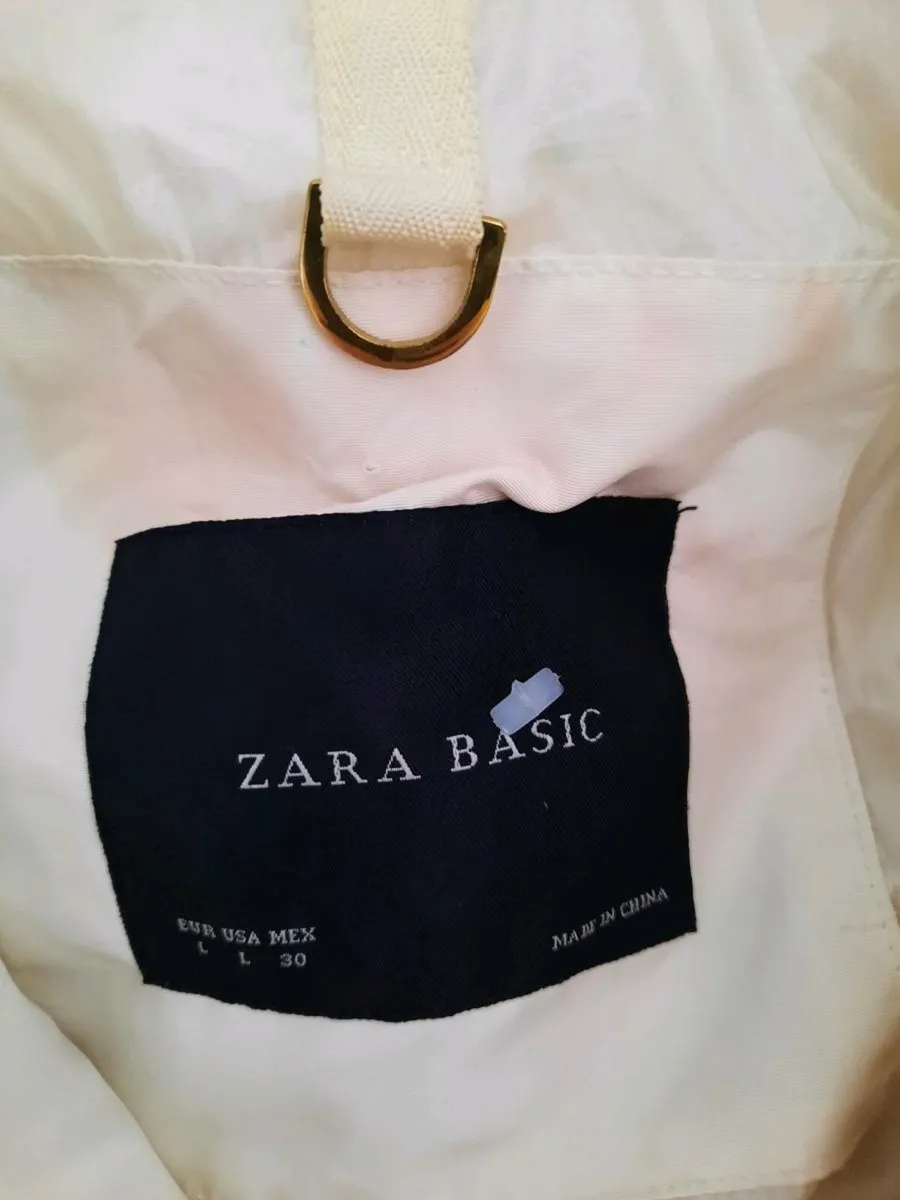 ZARA BASIC
EUR USA MEX
L L 30
MADE IN CHINA